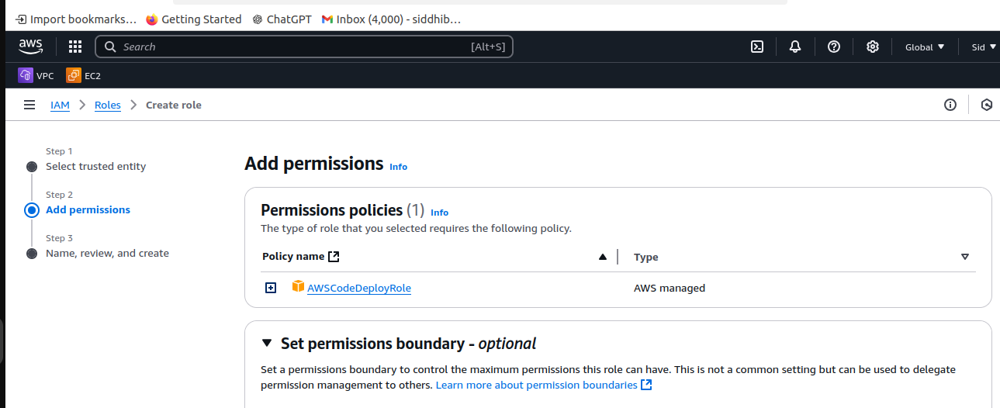 Import bookmarks... Getting Started ChatGPT Inbox (4,000) - siddhib...
aws Search [Alt+S] Global Sid
VPC EC2
IAM Roles Create role
Step 1
Select trusted entity
Step 2
Add permissions
Step 3
Name, review, and create
Add permissions Info
Permissions policies (1) Info
The type of role that you selected requires the following policy.
Policy name Type
AWSCodeDeployRole AWS managed
Set permissions boundary - optional
Set a permissions boundary to control the maximum permissions this role can have. This is not a common setting but can be used to delegate
permission management to others. Learn more about permission boundaries